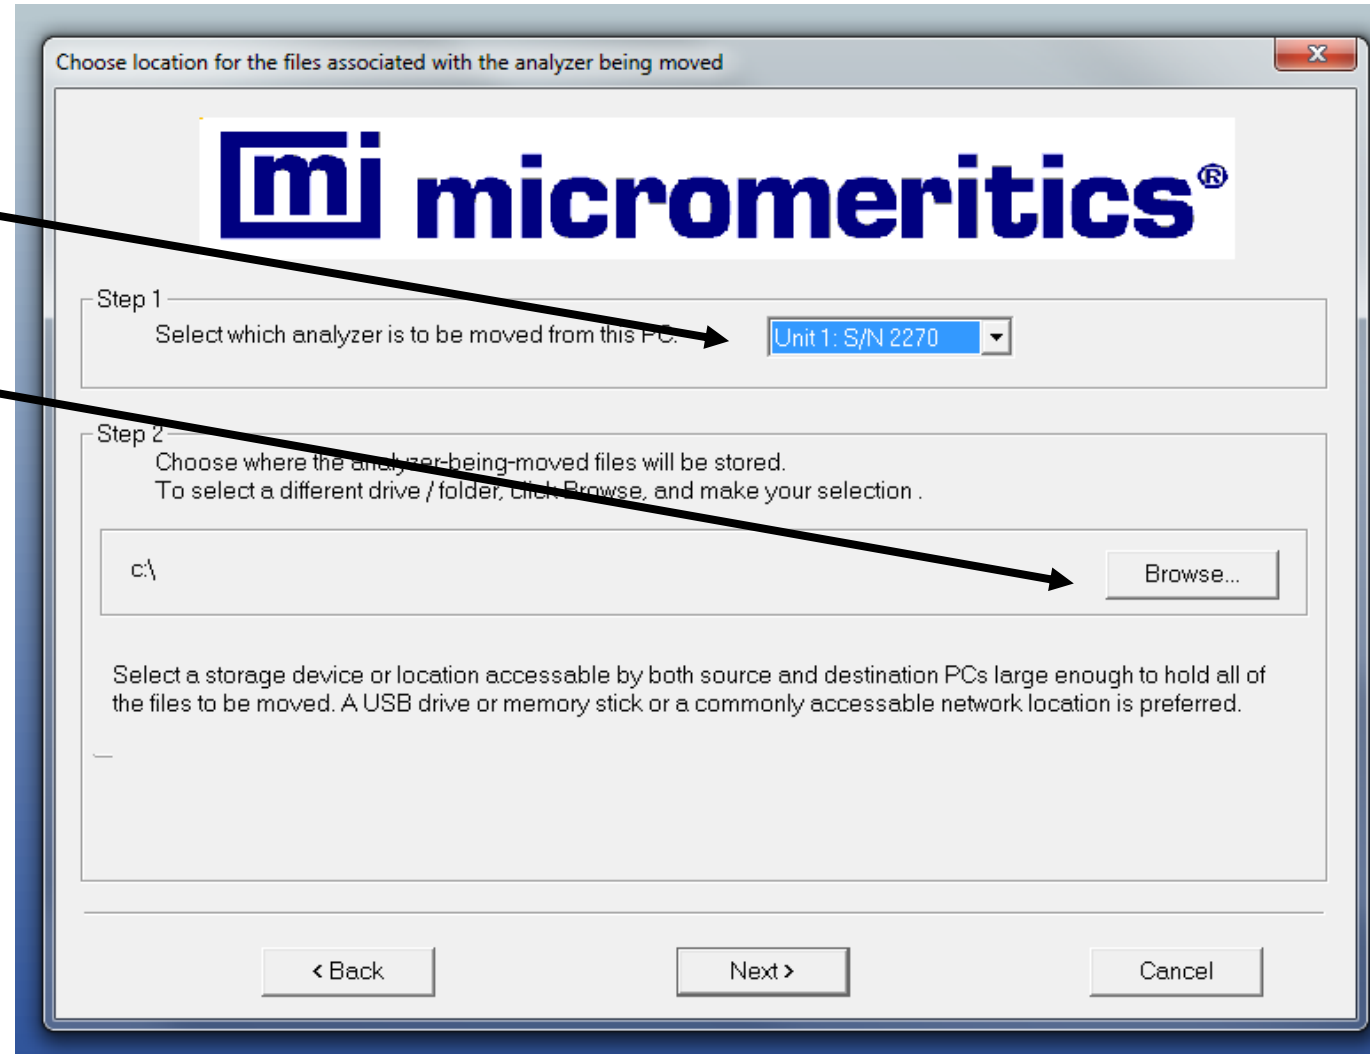 Choose location for the files associated with the analyzer being moved
x
mi micromeritics®
Step 1
Select which analyzer is to be moved from this PC.
Unit 1: S/N 2270
Step 2
Choose where the analyzer-being-moved files will be stored.
To select a different drive / folder, click Browse, and make your selection .
c:\
Browse...
Select a storage device or location accessable by both source and destination PCs large enough to hold all of
the files to be moved. A USB drive or memory stick or a commonly accessable network location is preferred.
< Back
Next >
Cancel